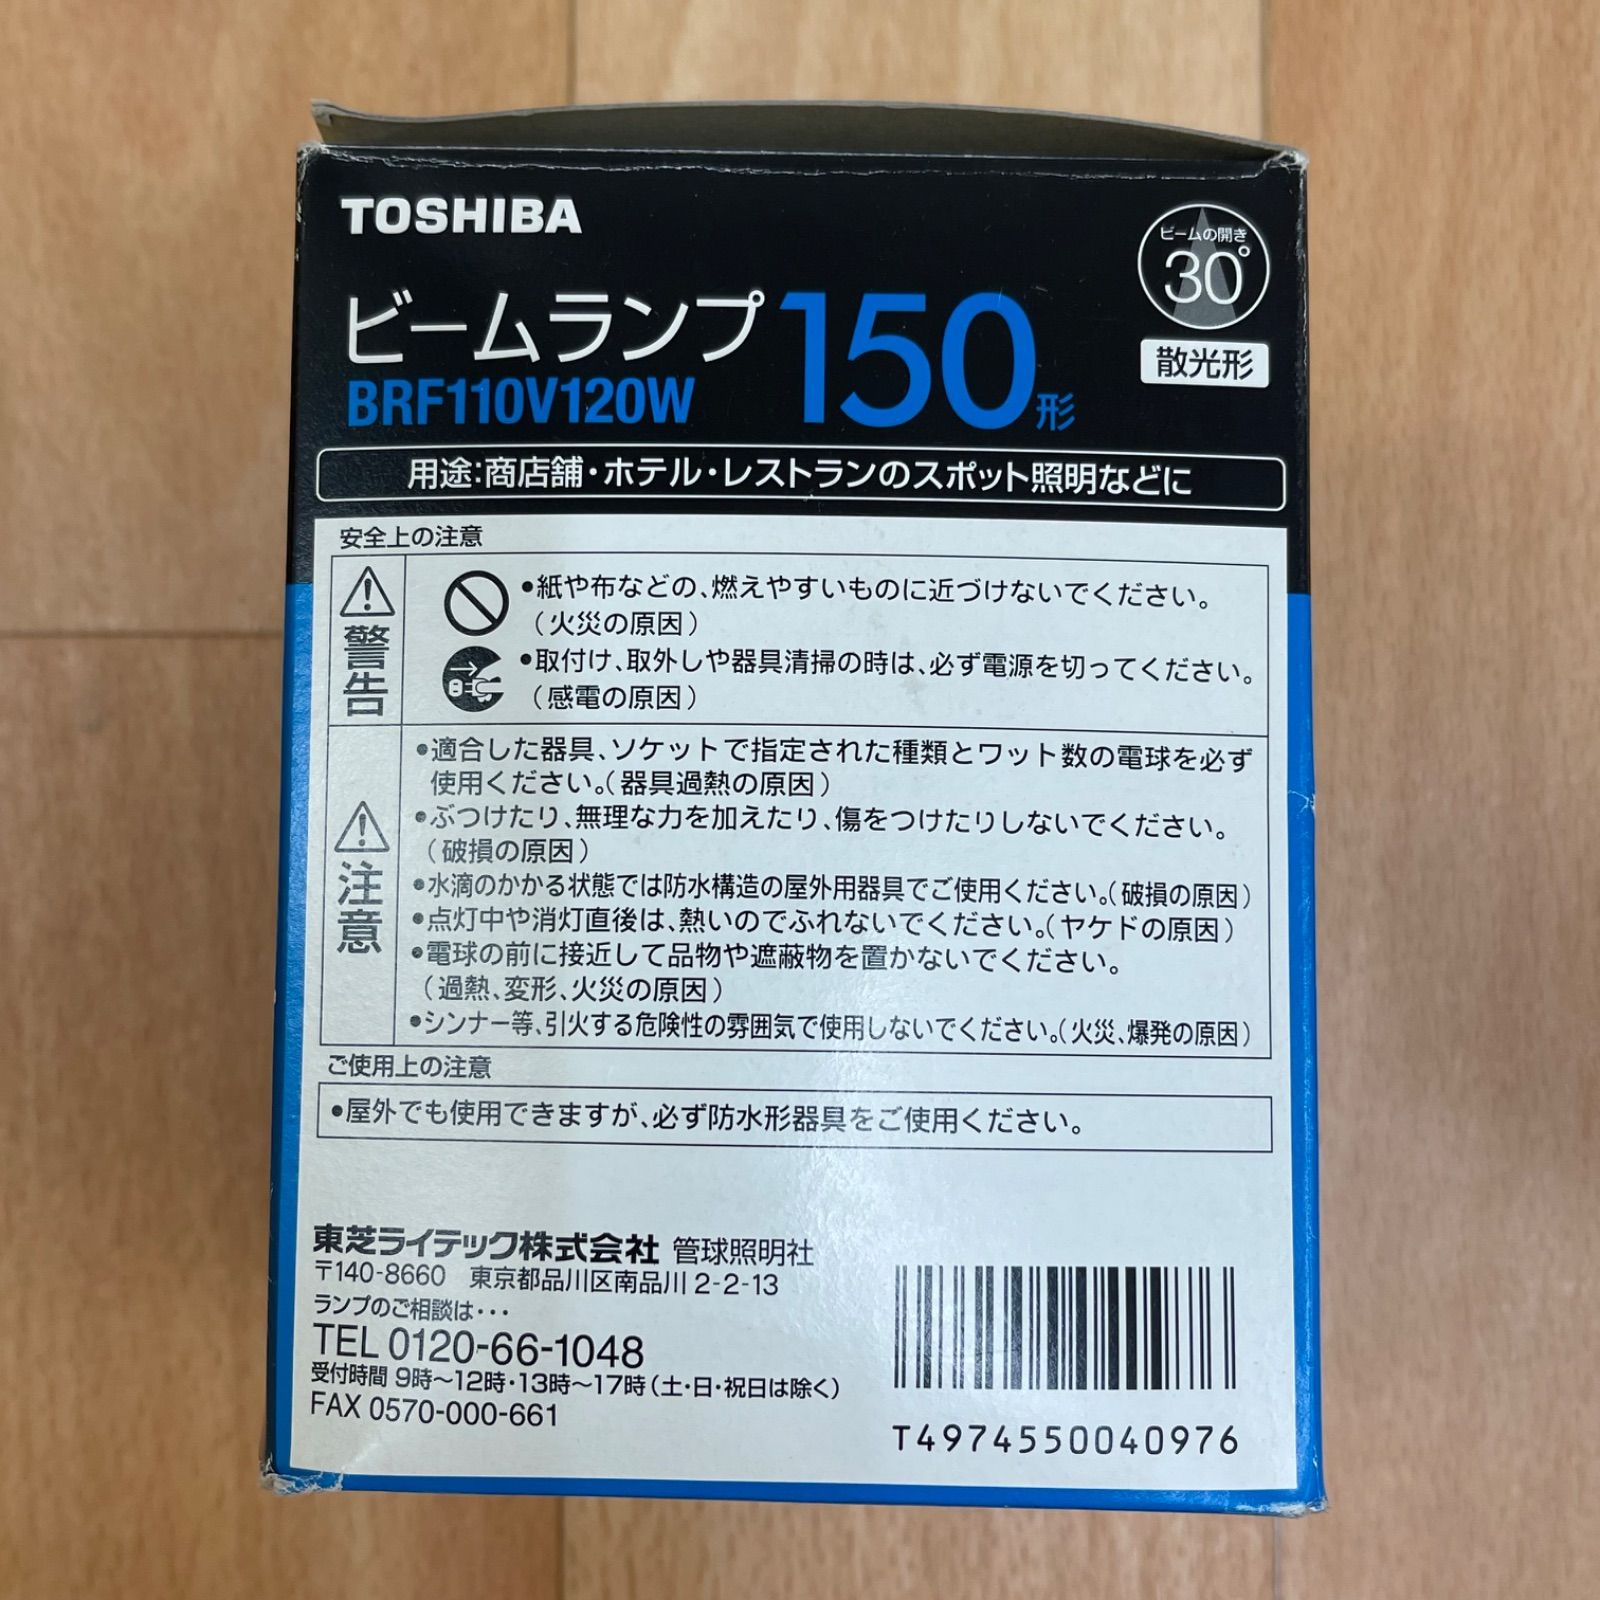 TOSHIBA
ビームの開き
30°
散光形
ビームランプ 150形
BRF110V120W
用途:商店舗・ホテル・レストランのスポット照明などに
安全上の注意
警告
●紙や布などの、燃えやすいものに近づけないでください。
(火災の原因)
●取付け、取外しや器具清掃の時は、必ず電源を切ってください。
(感電の原因)
注意
●適合した器具、ソケットで指定された種類とワット数の電球を必ず
使用ください。(器具過熱の原因)
●ぶつけたり、無理な力を加えたり、傷をつけたりしないでください。
(破損の原因)
●水滴のかかる状態では防水構造の屋外用器具でご使用ください。(破損の原因)
●点灯中や消灯直後は、熱いのでふれないでください。(ヤケドの原因)
●電球の前に接近して品物や遮蔽物を置かないでください。
(過熱、変形、火災の原因)
●シンナー等、引火する危険性の雰囲気で使用しないでください。(火災、爆発の原因)
ご使用上の注意
●屋外でも使用できますが、必ず防水形器具をご使用ください。
東芝ライテック株式会社 管球照明社
〒140-8660 東京都品川区南品川2-2-13
ランプのご相談は・・・
TEL 0120-66-1048
受付時間 9時〜12時・13時〜17時(土・日・祝日は除く)
FAX 0570-000-661
T4974550040976